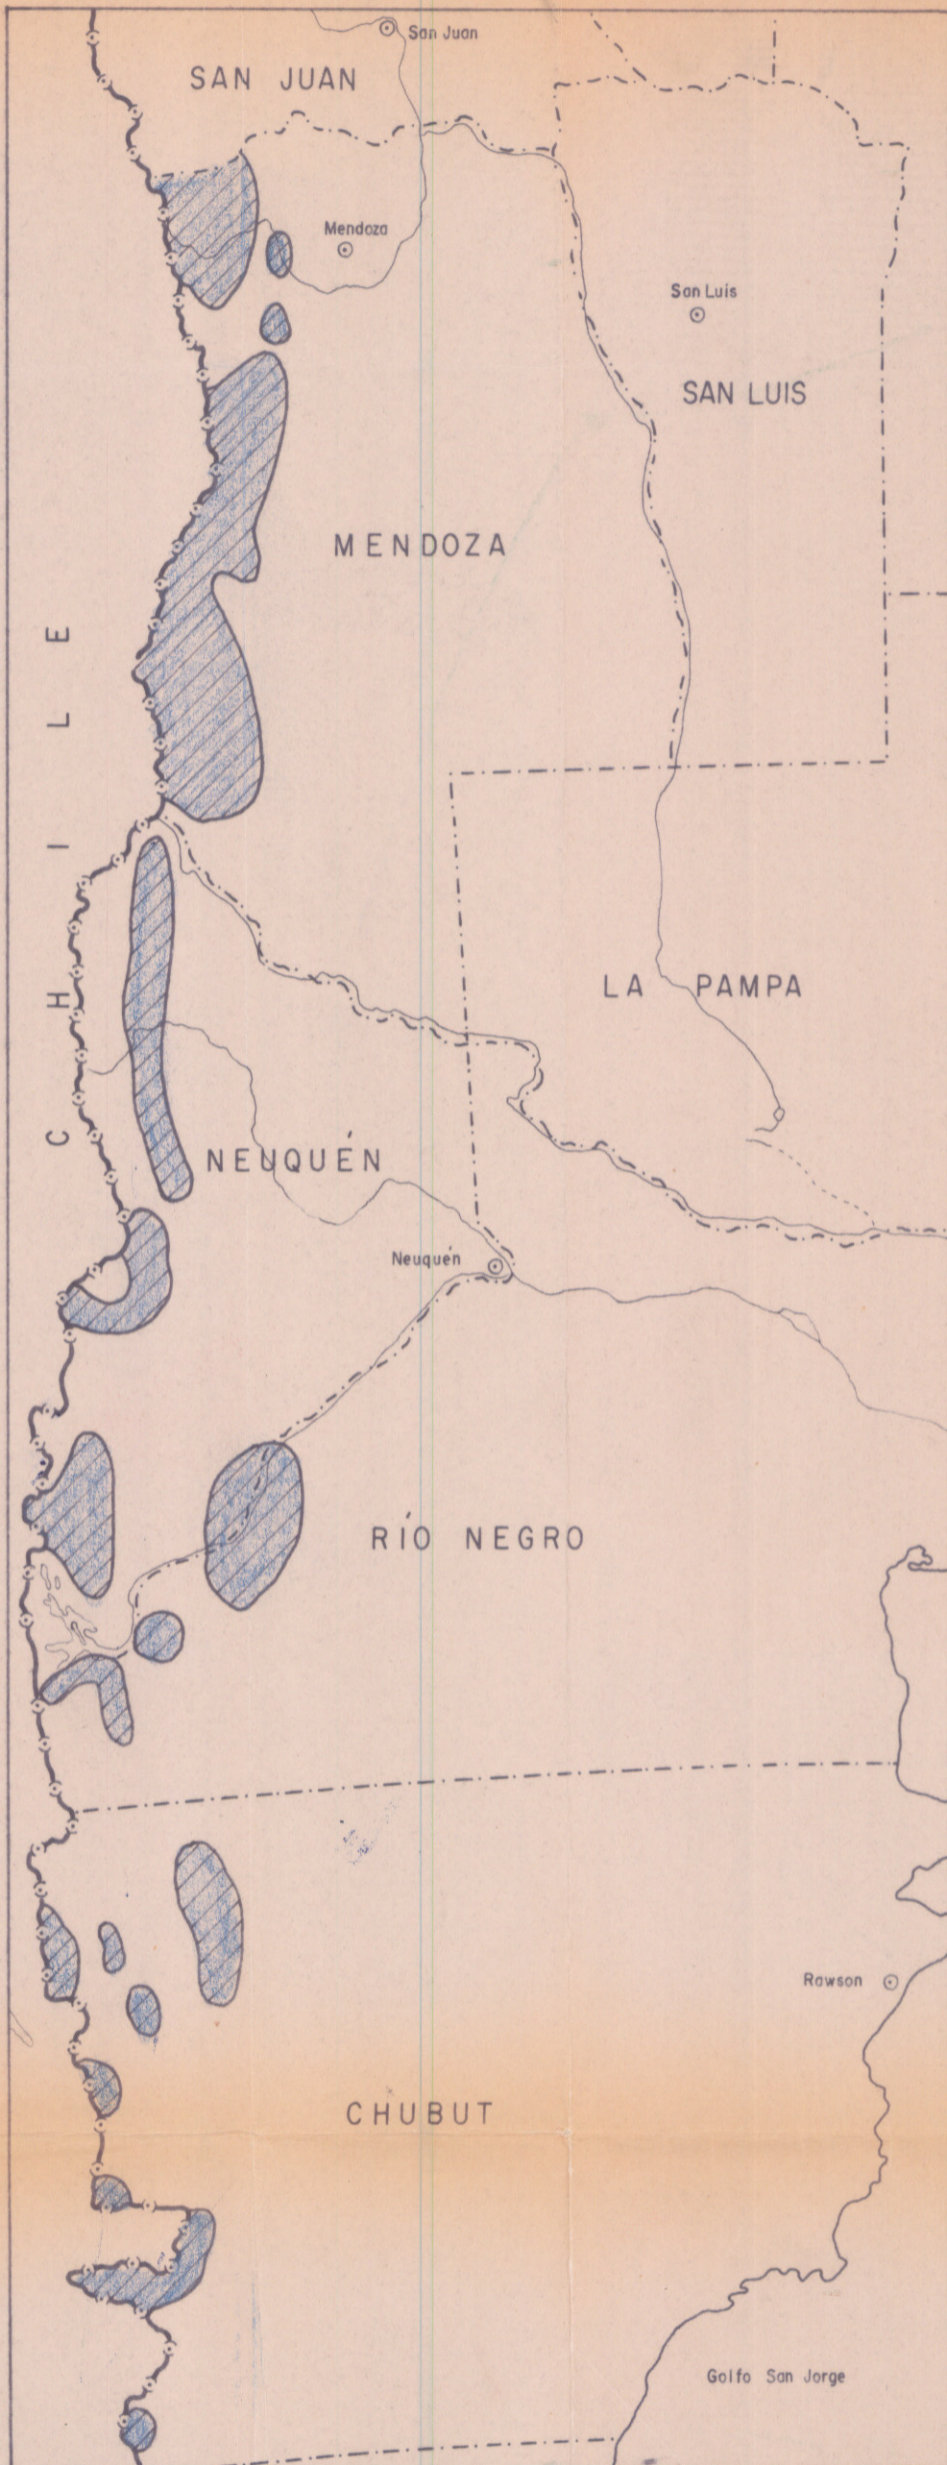 San Juan
SAN JUAN
Mendoza
San Luis
SAN LUIS
MENDOZA
CHILE
LA PAMPA
NEUQUÉN
Neuquén
RÍO NEGRO
Rawson
CHUBUT
Golfo San Jorge